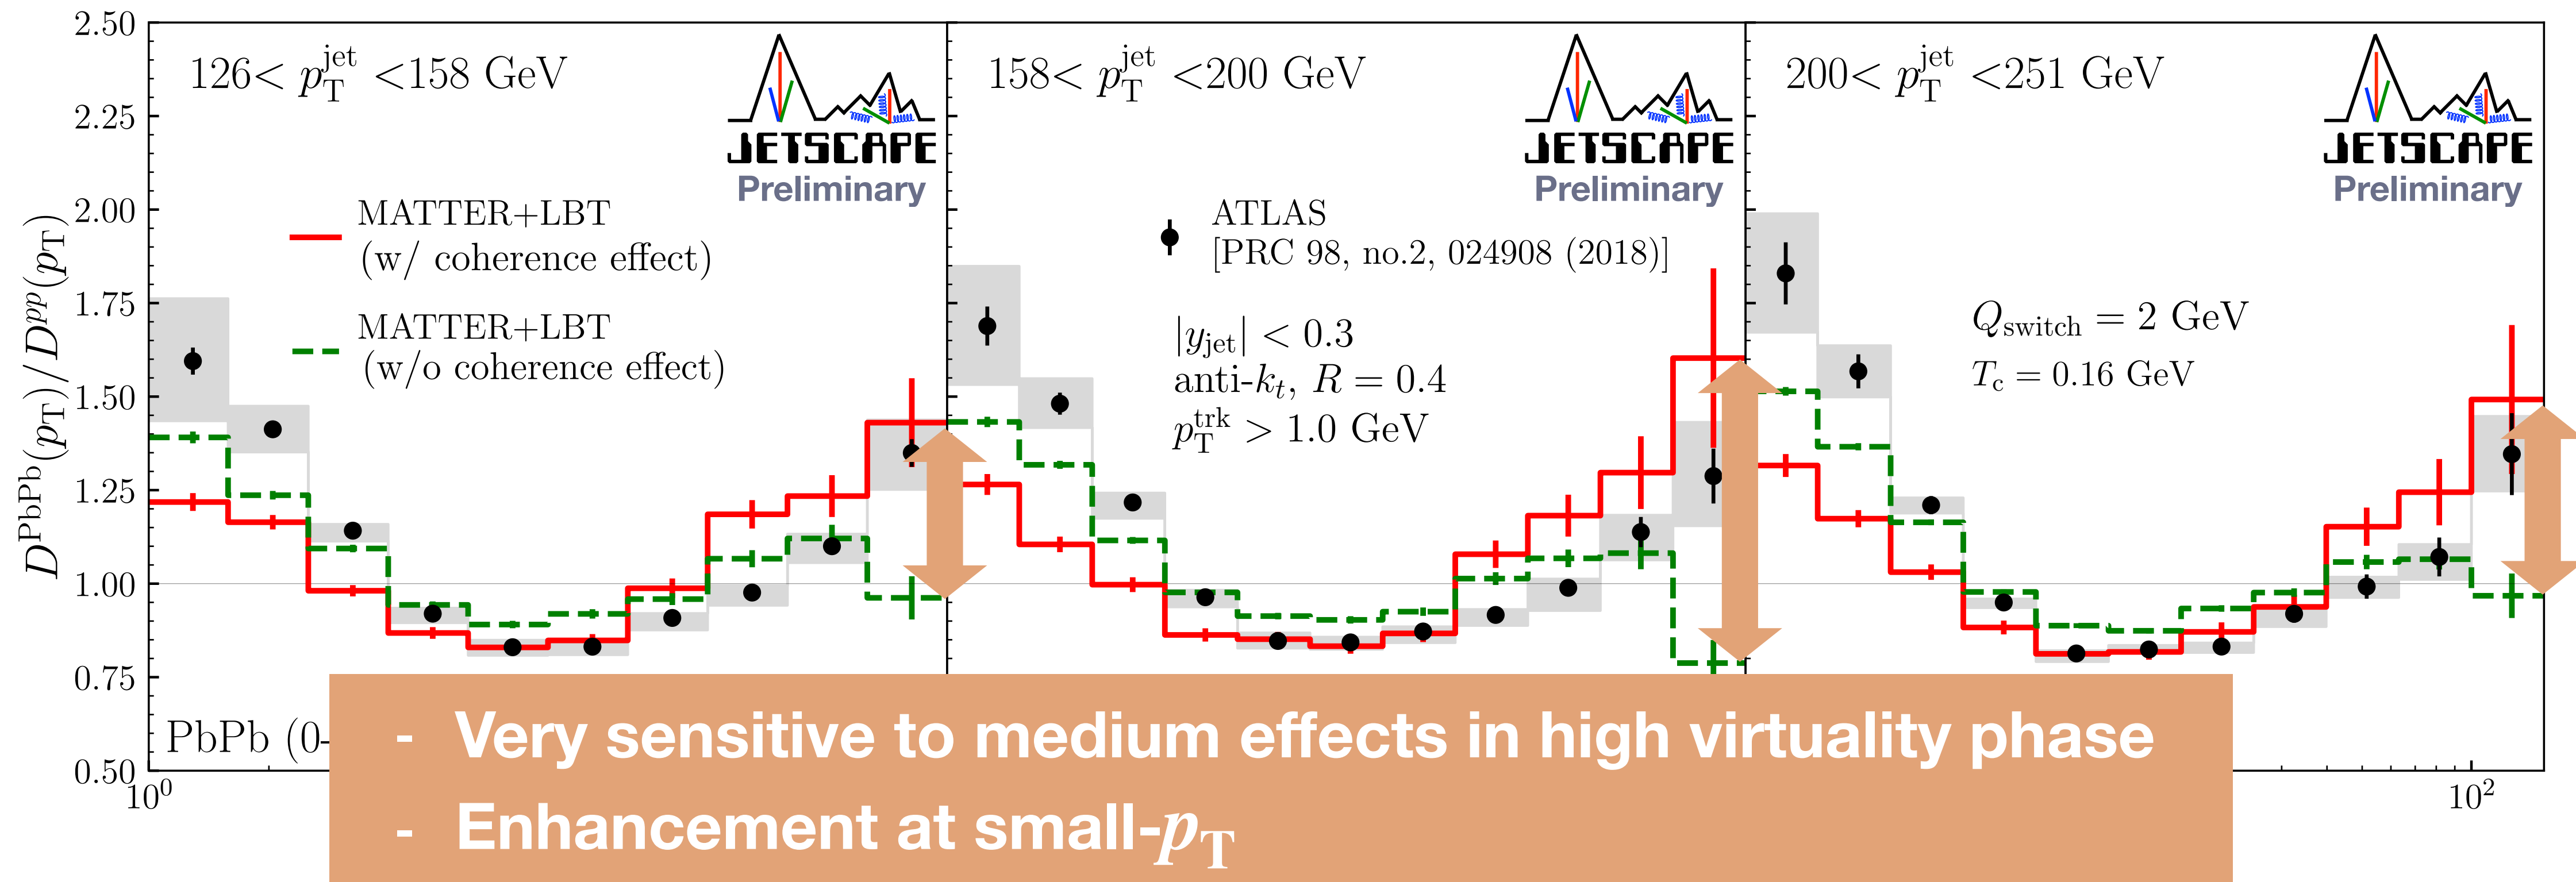 2.50
2.25
2.00
1.75
1.50
1.25
1.00
0.75
0.50
D^PbPb(p_T)/D^pp(p_T)
126< p_T^jet <158 GeV
JETSCAPE
Preliminary
MATTER+LBT
(w/ coherence effect)
MATTER+LBT
(w/o coherence effect)
PbPb (0-
10^0
158< p_T^jet <200 GeV
JETSCAPE
Preliminary
ATLAS
[PRC 98, no.2, 024908 (2018)]
|y_jet| < 0.3
anti-k_t, R = 0.4
p_T^trk > 1.0 GeV
200< p_T^jet <251 GeV
JETSCAPE
Preliminary
Q_switch = 2 GeV
T_c = 0.16 GeV
10^2
- Very sensitive to medium effects in high virtuality phase
- Enhancement at small-p_T